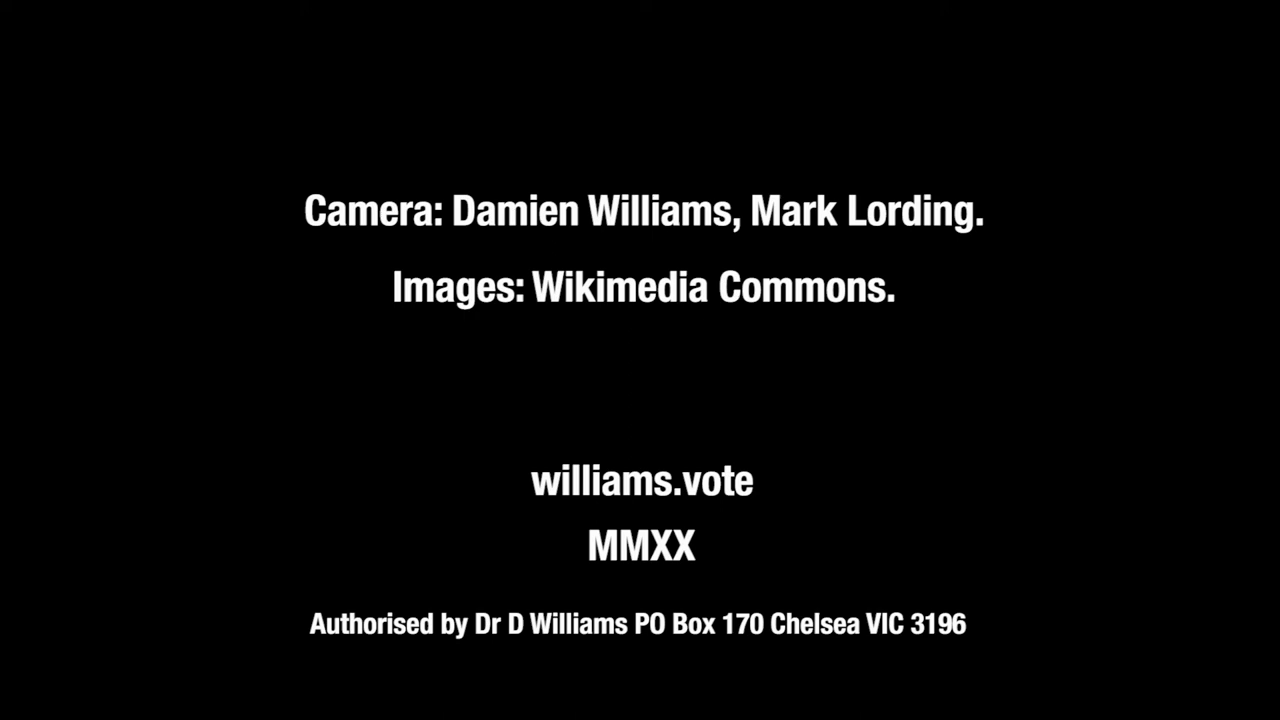 Camera: Damien Williams, Mark Lording.
Images: Wikimedia Commons.
williams.vote
MMXX
Authorised by Dr D Williams PO Box 170 Chelsea VIC 3196